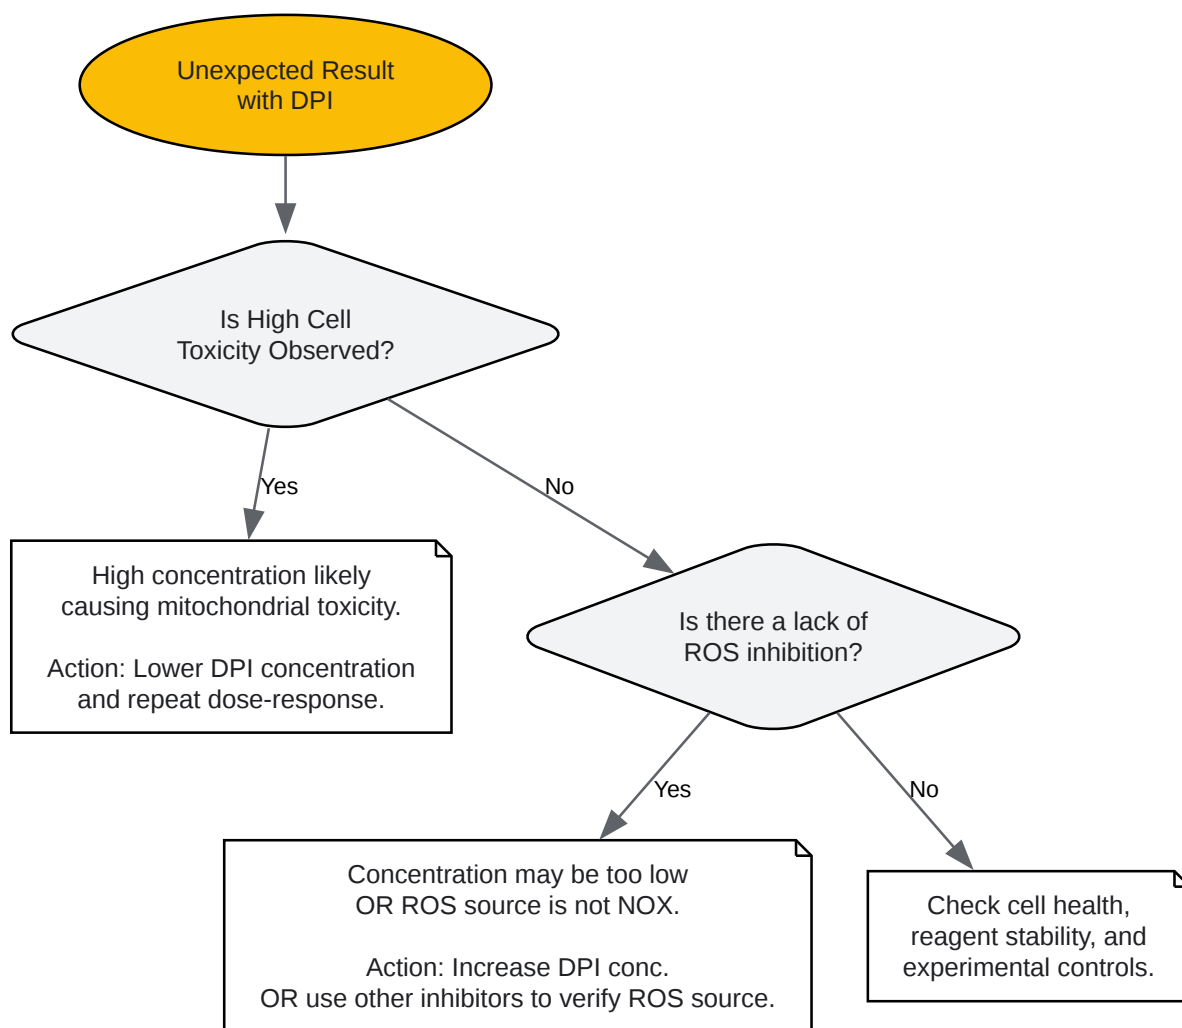 Unexpected Result
with DPI
Is High Cell
Toxicity Observed?
Yes
No
High concentration likely
causing mitochondrial toxicity.
Action: Lower DPI concentration
and repeat dose-response.
Is there a lack of
ROS inhibition?
Yes
No
Concentration may be too low
OR ROS source is not NOX.
Action: Increase DPI conc.
OR use other inhibitors to verify ROS source.
Check cell health,
reagent stability, and
experimental controls.